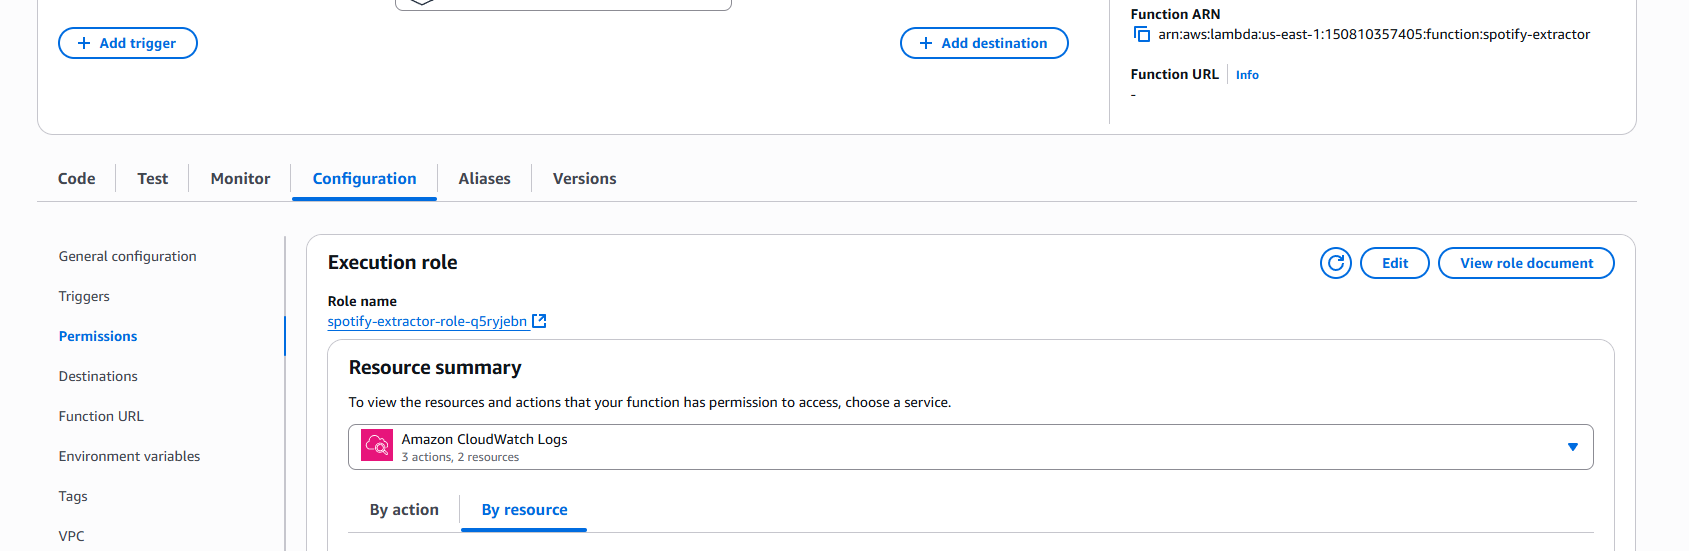 Add trigger
Add destination
Function ARN
arn:aws:lambda:us-east-1:150810357405:function:spotify-extractor
Function URL
Info
-
Code
Test
Monitor
Configuration
Aliases
Versions
General configuration
Triggers
Permissions
Destinations
Function URL
Environment variables
Tags
VPC
Execution role
Edit
View role document
Role name
spotify-extractor-role-q5ryjebn
Resource summary
To view the resources and actions that your function has permission to access, choose a service.
Amazon CloudWatch Logs
3 actions, 2 resources
By action
By resource